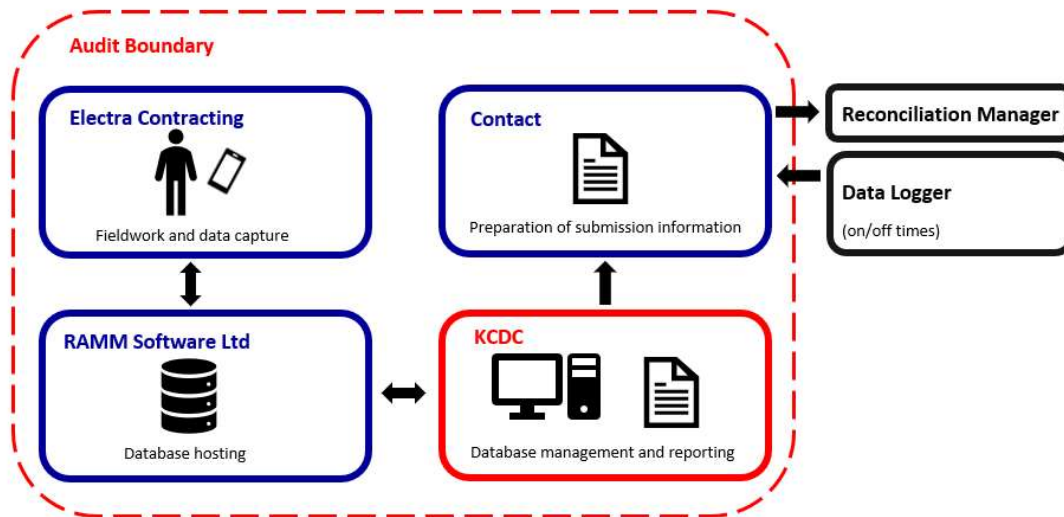 Audit Boundary
Electra Contracting
Fieldwork and data capture
Contact
Preparation of submission information
Reconciliation Manager
Data Logger
(on/off times)
RAMM Software Ltd
Database hosting
KCDC
Database management and reporting